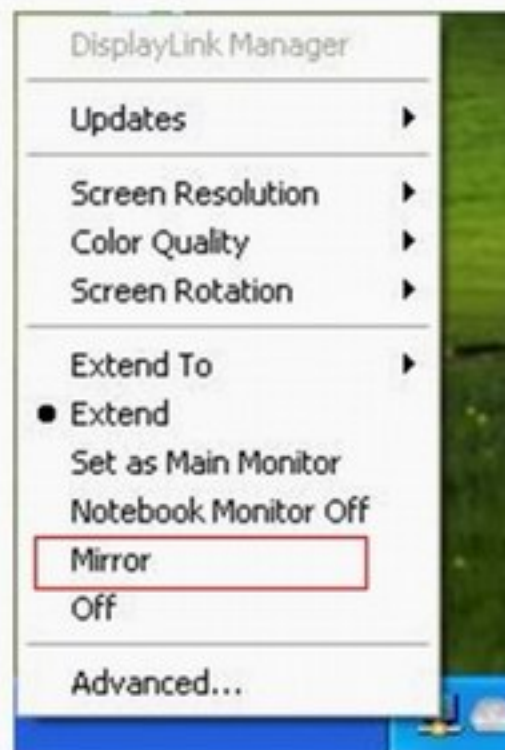 DisplayLink Manager
Updates
Screen Resolution
Color Quality
Screen Rotation
Extend To
Extend
Set as Main Monitor
Notebook Monitor Off
Mirror
Off
Advanced...